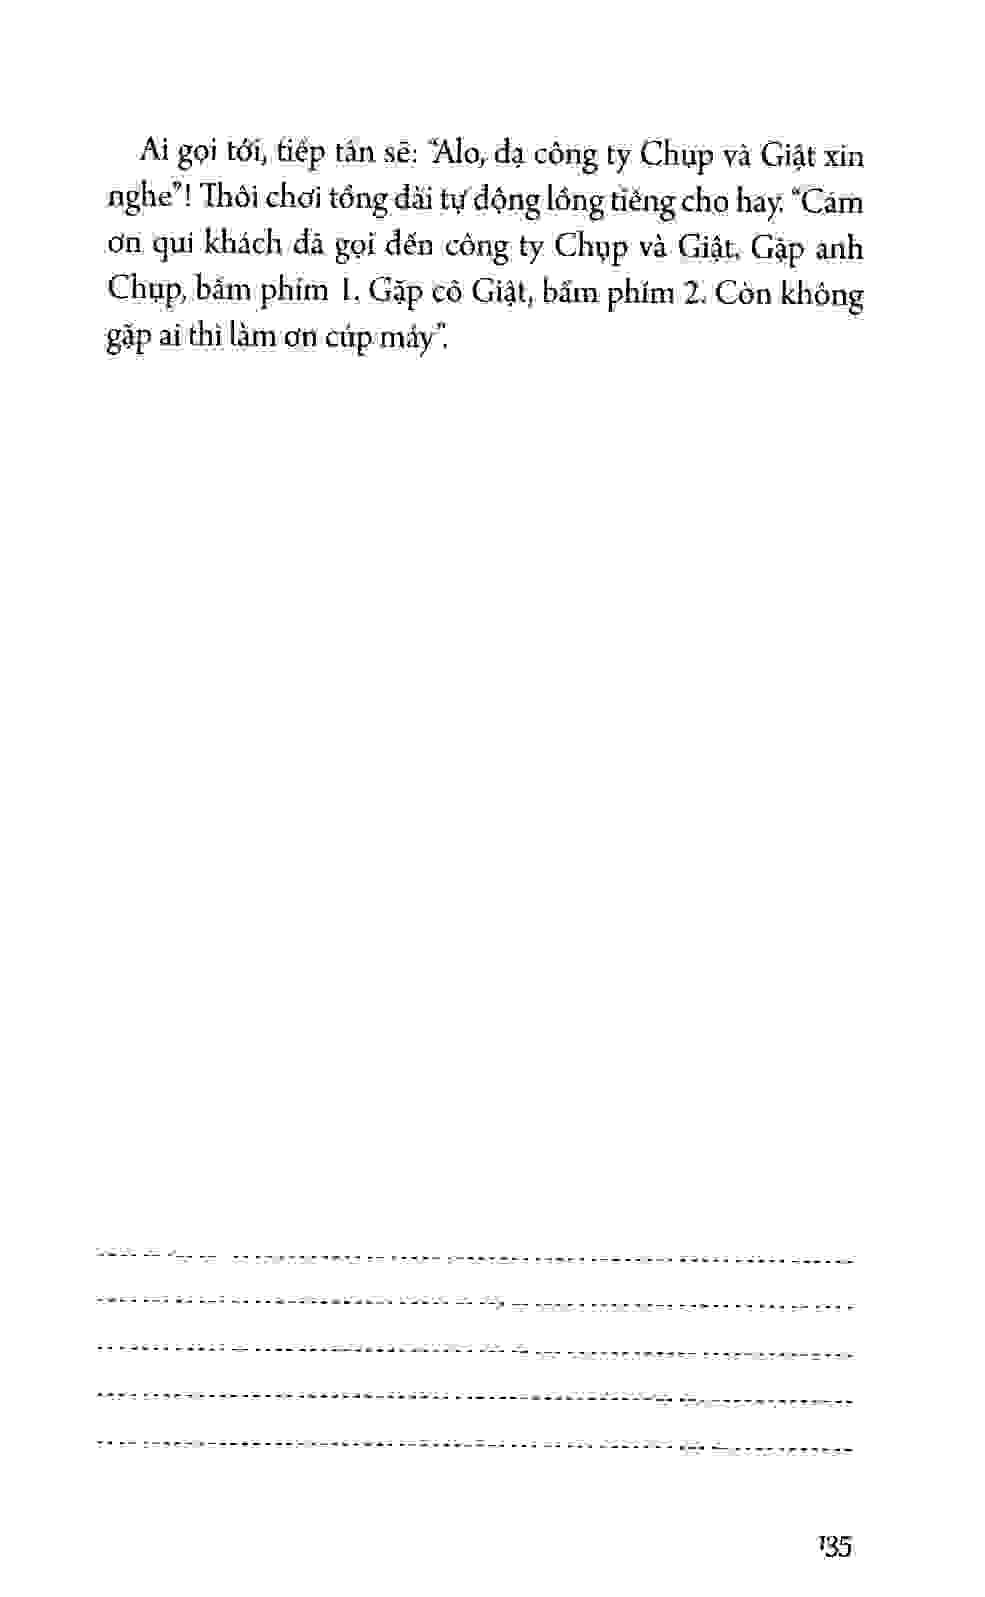 Ai gọi tới, tiếp tân sẽ: “Alo, dạ công ty Chụp và Giật xin
nghe”! Thôi chơi tổng đài tự động lồng tiếng cho hay. “Cám
ơn quí khách đã gọi đến công ty Chụp và Giật. Gặp anh
Chụp, bấm phím 1. Gặp cô Giật, bấm phím 2. Còn không
gặp ai thì làm ơn cúp máy”.
135